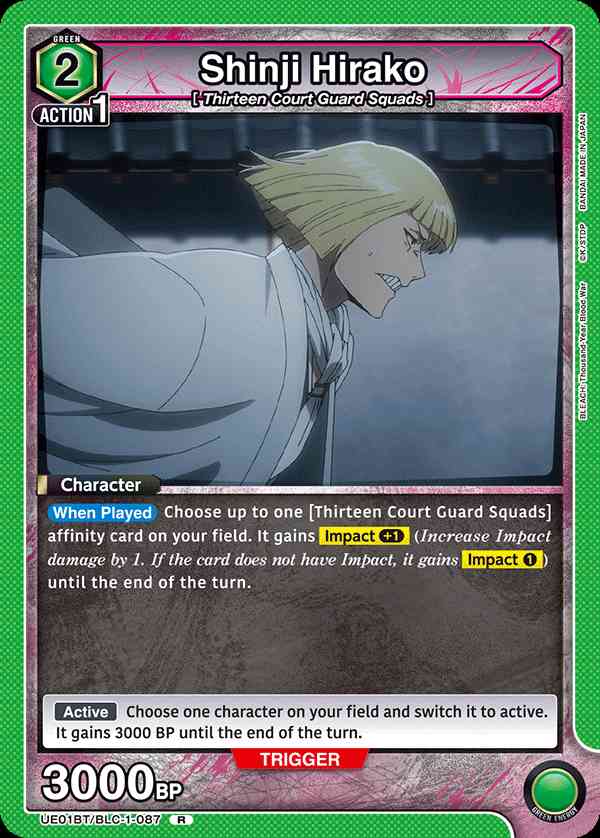 GREEN
2
ACTION 1
Shinji Hirako
[ Thirteen Court Guard Squads ]
©K/STDP BANDAI MADE IN JAPAN
BLEACH: Thousand-Year Blood War
Character
When Played Choose up to one [Thirteen Court Guard Squads]
affinity card on your field. It gains Impact +1 (Increase Impact
damage by 1. If the card does not have Impact, it gains Impact 1)
until the end of the turn.
Active Choose one character on your field and switch it to active.
It gains 3000 BP until the end of the turn.
TRIGGER
3000 BP
UE01BT/BLC-1-087 R
GREEN ENERGY